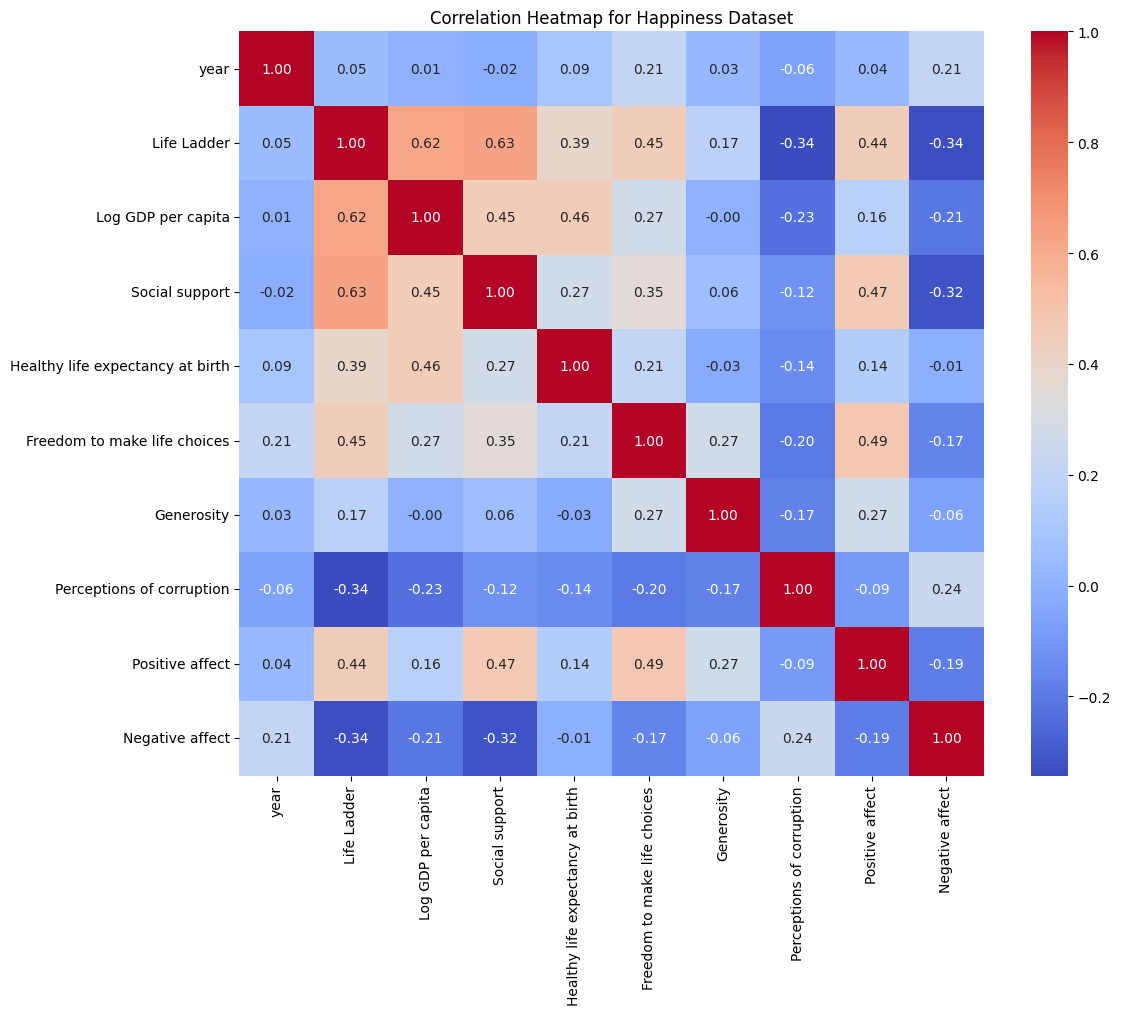 Correlation Heatmap for Happiness Dataset
year 1.00 0.05 0.01 -0.02 0.09 0.21 0.03 -0.06 0.04 0.21
Life Ladder 0.05 1.00 0.62 0.63 0.39 0.45 0.17 -0.34 0.44 -0.34
Log GDP per capita 0.01 0.62 1.00 0.45 0.46 0.27 -0.00 -0.23 0.16 -0.21
Social support -0.02 0.63 0.45 1.00 0.27 0.35 0.06 -0.12 0.47 -0.32
Healthy life expectancy at birth 0.09 0.39 0.46 0.27 1.00 0.21 -0.03 -0.14 0.14 -0.01
Freedom to make life choices 0.21 0.45 0.27 0.35 0.21 1.00 0.27 -0.20 0.49 -0.17
Generosity 0.03 0.17 -0.00 0.06 -0.03 0.27 1.00 -0.17 0.27 -0.06
Perceptions of corruption -0.06 -0.34 -0.23 -0.12 -0.14 -0.20 -0.17 1.00 -0.09 0.24
Positive affect 0.04 0.44 0.16 0.47 0.14 0.49 0.27 -0.09 1.00 -0.19
Negative affect 0.21 -0.34 -0.21 -0.32 -0.01 -0.17 -0.06 0.24 -0.19 1.00
year
Life Ladder
Log GDP per capita
Social support
Healthy life expectancy at birth
Freedom to make life choices
Generosity
Perceptions of corruption
Positive affect
Negative affect
1.0
0.8
0.6
0.4
0.2
0.0
−0.2